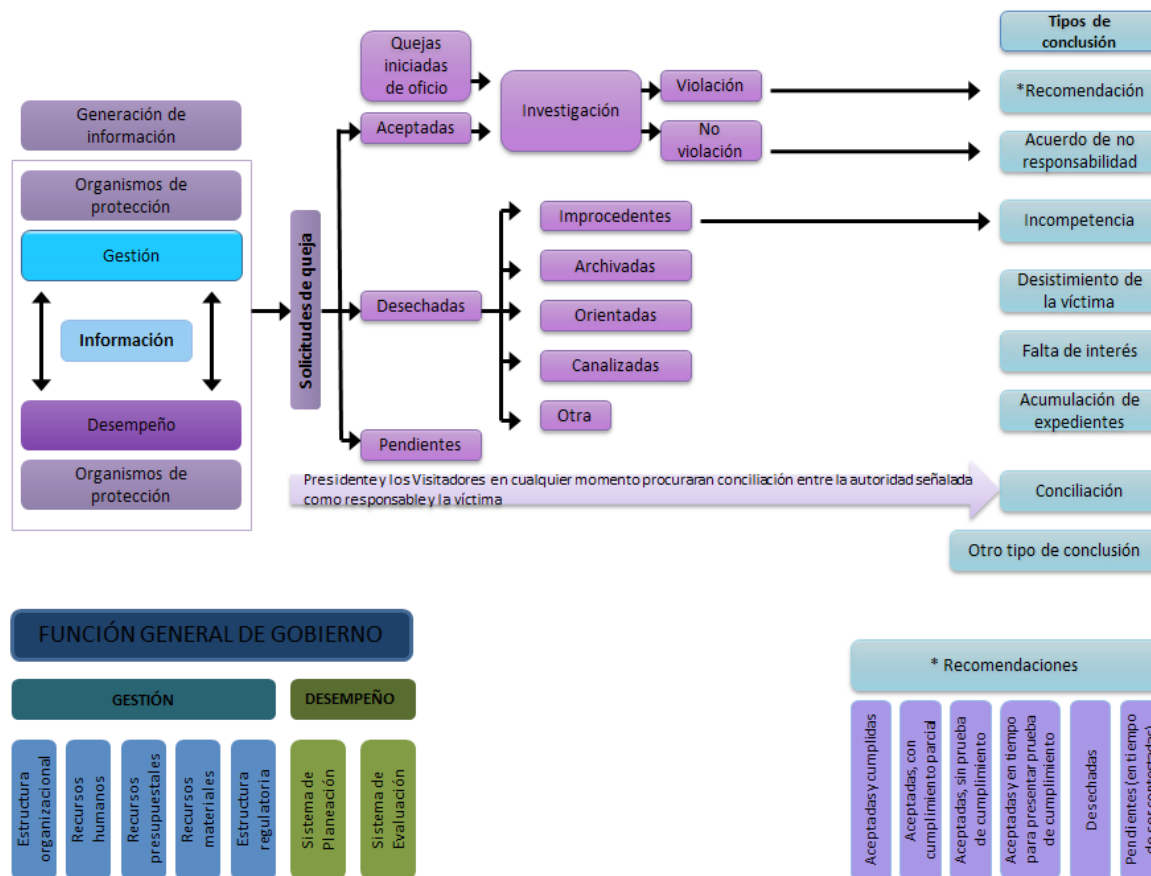 Generación de
información
Organismos de
protección
Gestión
Información
Desempeño
Organismos de
protección
Solicitudes de queja
Quejas
iniciadas
de oficio
Aceptadas
Investigación
Violación
No
violación
Desechadas
Improcedentes
Archivadas
Orientadas
Canalizadas
Otra
Pendientes
Presidente y los Visitadores en cualquier momento procuraran conciliación entre la autoridad señalada
como responsable y la víctima
Tipos de
conclusión
*Recomendación
Acuerdo de no
responsabilidad
Incompetencia
Desistimiento de
la víctima
Falta de interés
Acumulación de
expedientes
Conciliación
Otro tipo de conclusión
FUNCIÓN GENERAL DE GOBIERNO
GESTIÓN
DESEMPEÑO
Estructura
organizacional
Recursos
humanos
Recursos
presupuestales
Recursos
materiales
Estructura
regulatoria
Sistema de
Planeación
Sistema de
Evaluación
* Recomendaciones
Aceptadas y cumplidas
Aceptadas, con
cumplimiento parcial
Aceptadas, sin prueba
de cumplimiento
Aceptadas y en tiempo
para presentar prueba
de cumplimiento
Desechadas
Pendientes (en tiempo
de ser contestadas)